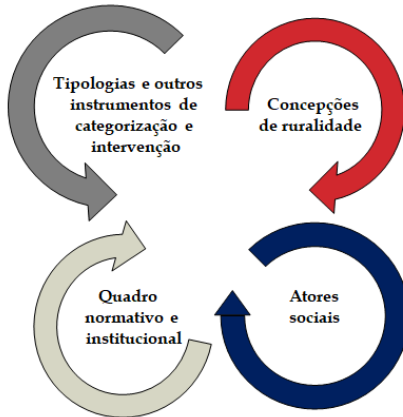 Tipologias e outros
instrumentos de
categorização e
intervenção
Concepções
de ruralidade
Quadro
normativo e
institucional
Atores
sociais